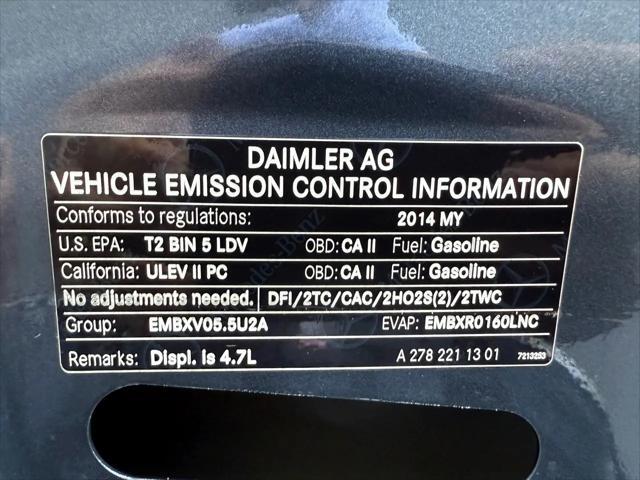 DAIMLER AG
VEHICLE EMISSION CONTROL INFORMATION
Conforms to regulations: 2014 MY
U.S. EPA: T2 BIN 5 LDV OBD: CA II Fuel: Gasoline
California: ULEV II PC OBD: CA II Fuel: Gasoline
No adjustments needed. DFI/2TC/CAC/2HO2S(2)/2TWC
Group: EMBXV05.5U2A EVAP: EMBXR0160LNC
Remarks: Displ. is 4.7L A 278 221 13 01 7213253